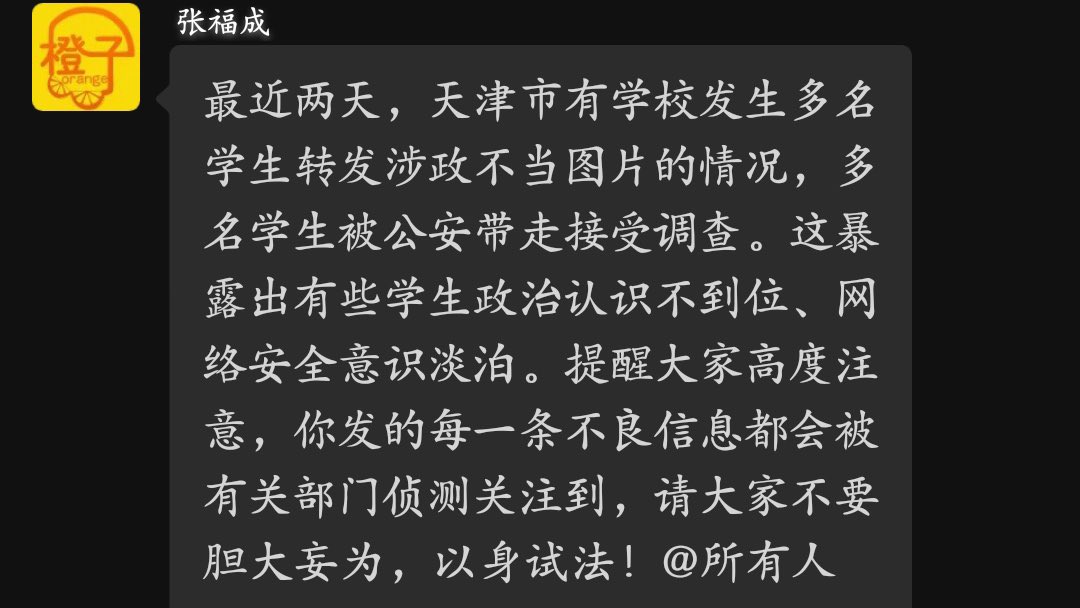 张福成
橙子
orange
最近两天，天津市有学校发生多名
学生转发涉政不当图片的情况，多
名学生被公安带走接受调查。这暴
露出有些学生政治认识不到位、网
络安全意识淡泊。提醒大家高度注
意，你发的每一条不良信息都会被
有关部门侦测关注到，请大家不要
胆大妄为，以身试法！@所有人